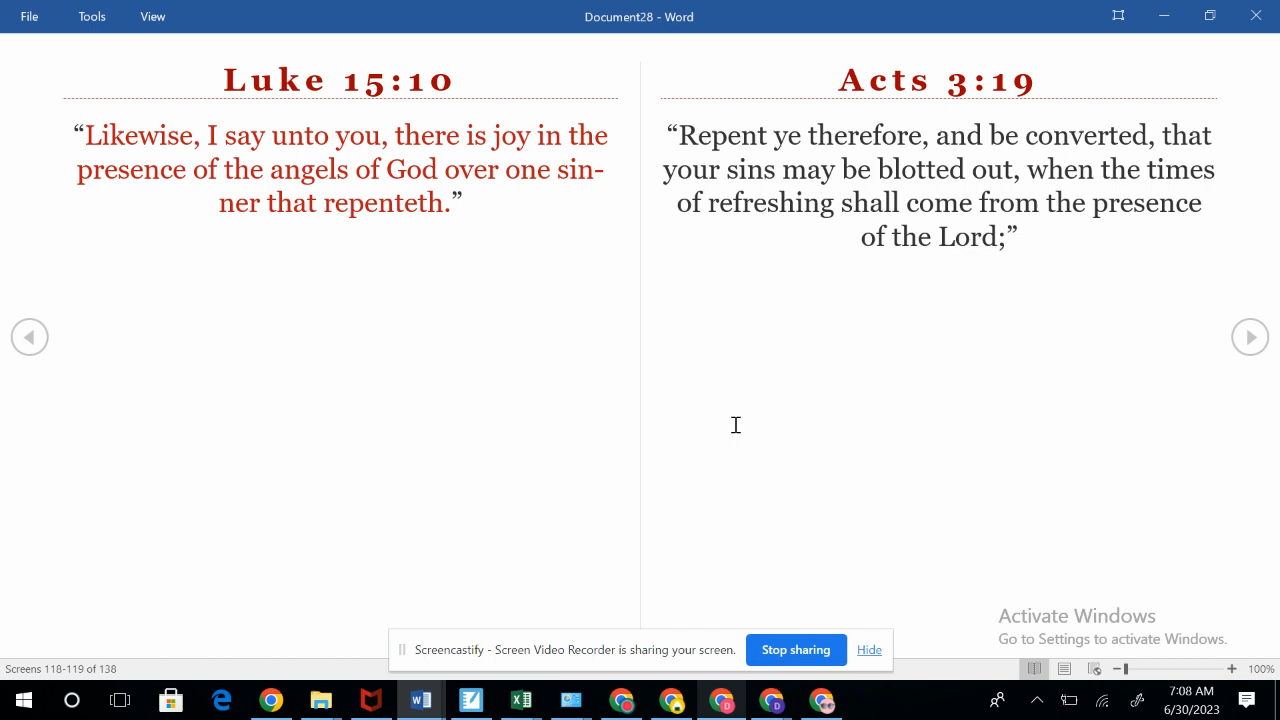 File Tools View Document28 - Word
Luke 15:10
“Likewise, I say unto you, there is joy in the
presence of the angels of God over one sin-
ner that repenteth.”
Acts 3:19
“Repent ye therefore, and be converted, that
your sins may be blotted out, when the times
of refreshing shall come from the presence
of the Lord;”
Activate Windows
Go to Settings to activate Windows.
Screencastify - Screen Video Recorder is sharing your screen. Stop sharing Hide
Screens 118-119 of 138 100%
7:08 AM
6/30/2023